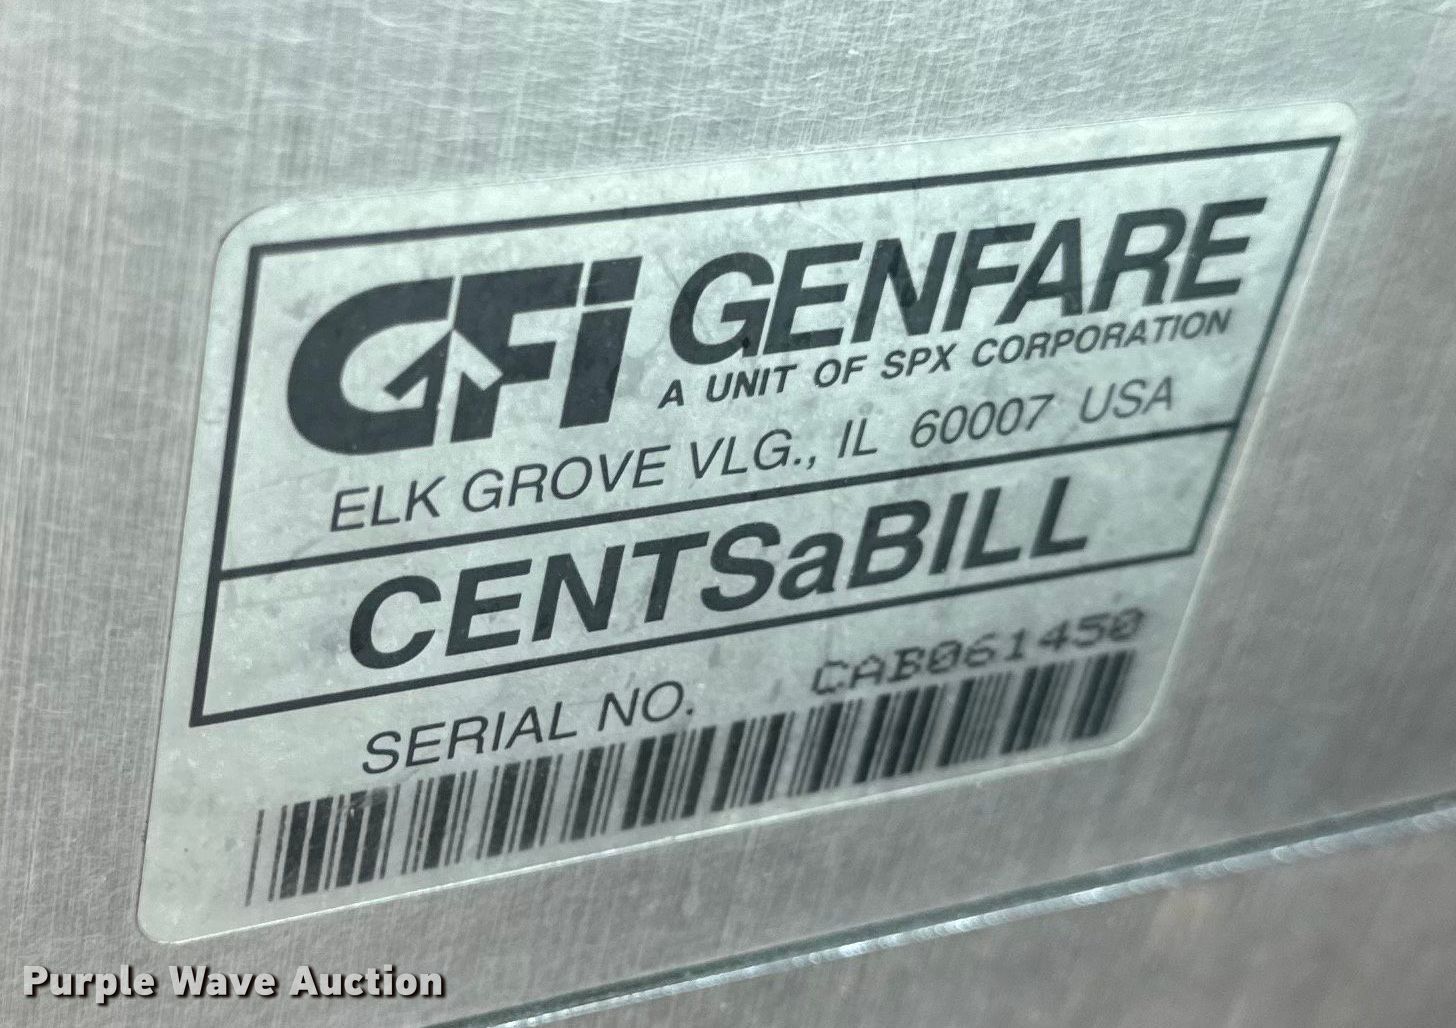 GFi GENFARE
A UNIT OF SPX CORPORATION
ELK GROVE VLG., IL 60007 USA
CENTSaBILL
SERIAL NO. CAB061450
Purple Wave Auction